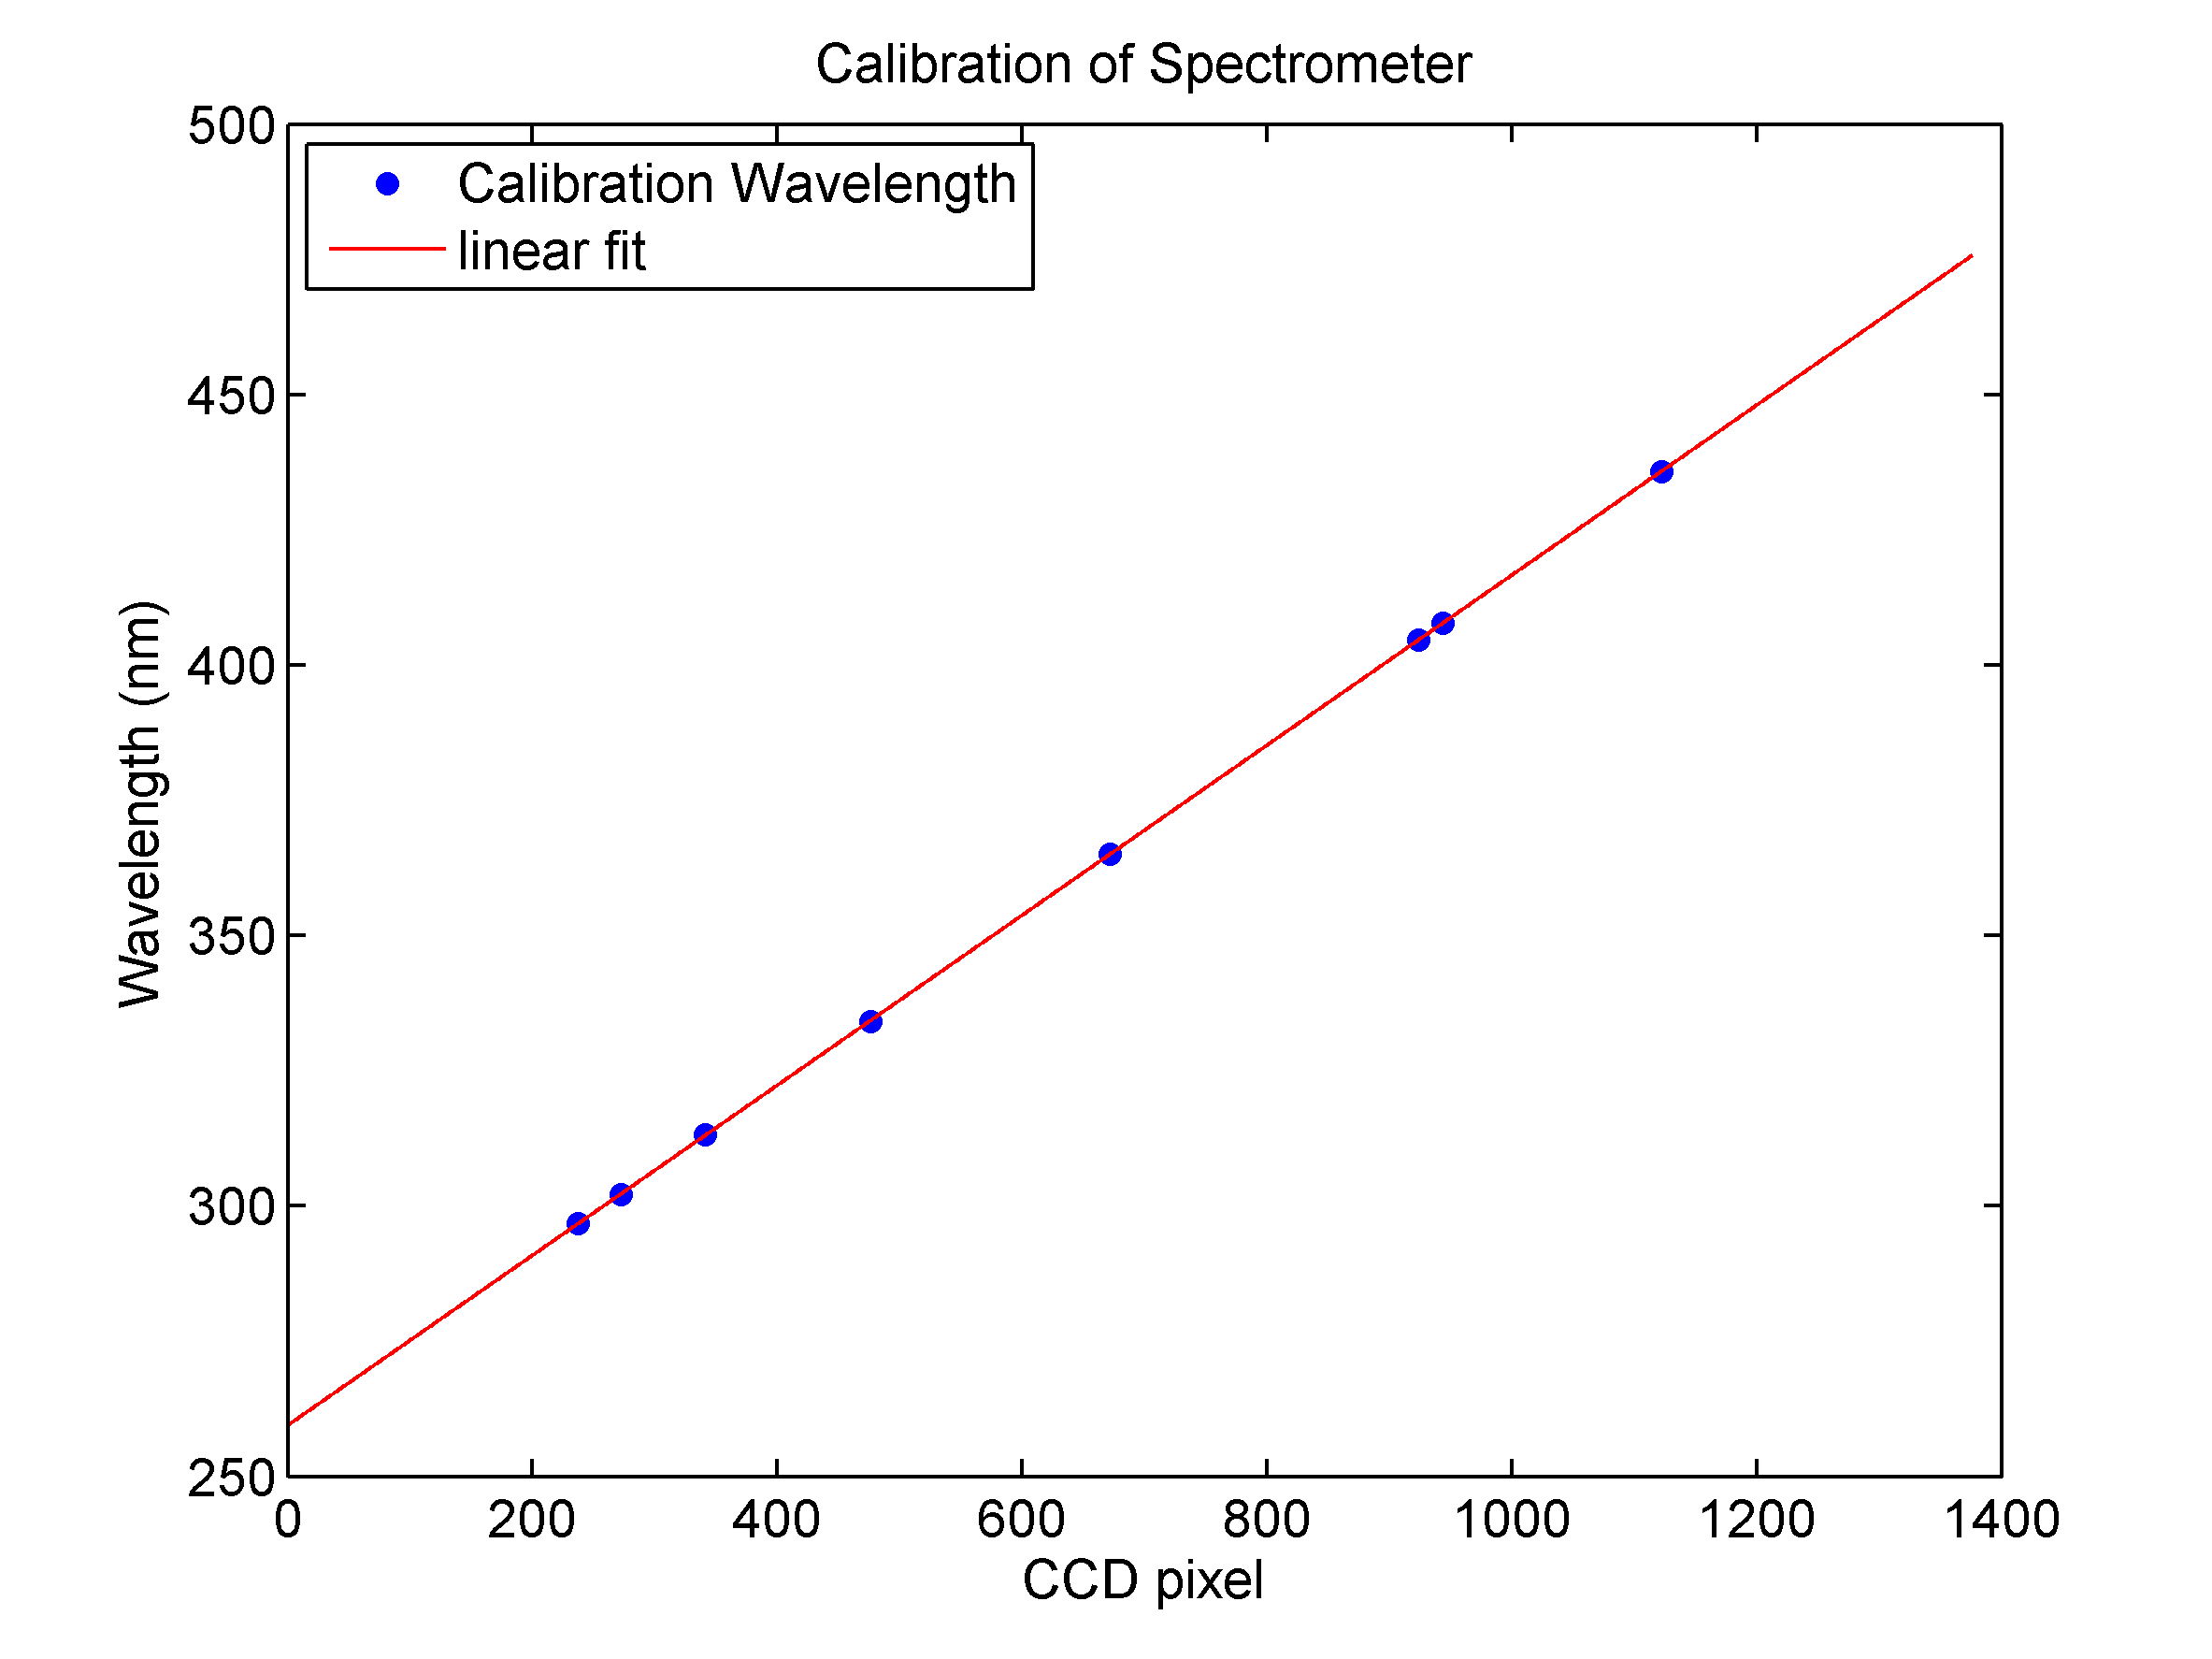 Calibration of Spectrometer
Calibration Wavelength
linear fit
500
450
400
350
300
250
Wavelength (nm)
0 200 400 600 800 1000 1200 1400
CCD pixel